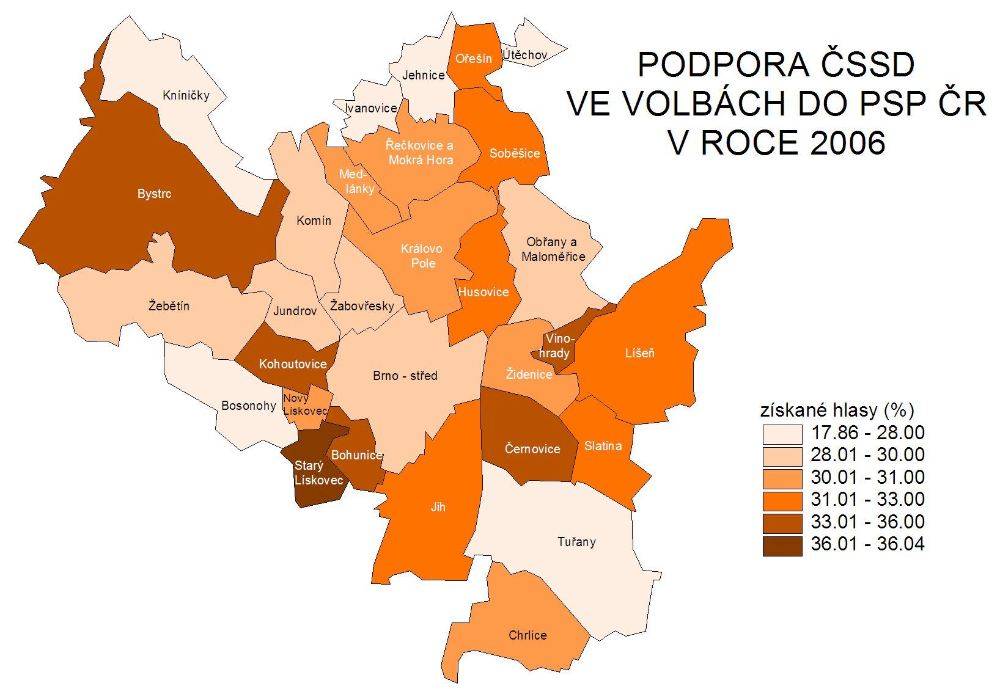 PODPORA ČSSD
VE VOLBÁCH DO PSP ČR
V ROCE 2006
Útěchov
Ořešín
Jehnice
Kníničky
Ivanovice
Řečkovice a
Mokrá Hora
Soběšice
Med-
lánky
Bystrc
Komín
Obřany a
Maloměřice
Královo
Pole
Husovice
Žebětín
Jundrov
Žabovřesky
Vino-
hrady
Líšeň
Kohoutovice
Brno - střed
Židenice
Nový
Lískovec
Bosonohy
Slatina
Černovice
Bohunice
Starý
Lískovec
Jih
Tuřany
Chrlice
získané hlasy (%)
17.86 - 28.00
28.01 - 30.00
30.01 - 31.00
31.01 - 33.00
33.01 - 36.00
36.01 - 36.04